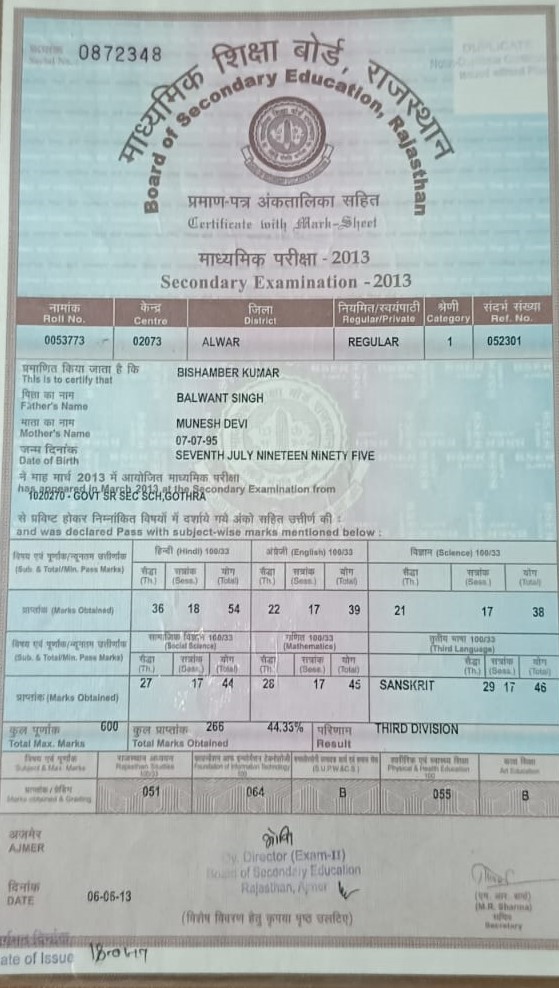 क्रमांक
Serial No.
0872348
DUPLICATE
माध्यमिक शिक्षा बोर्ड, राजस्थान
Board of Secondary Education, Rajasthan
प्रमाण-पत्र अंकतालिका सहित
Certificate with Mark-Sheet
माध्यमिक परीक्षा - 2013
Secondary Examination - 2013
नामांक केन्द्र जिला नियमित/स्वयंपाठी श्रेणी संदर्भ संख्या
Roll No. Centre District Regular/Private Category Ref. No.
0053773 02073 ALWAR REGULAR 1 052301
प्रमाणित किया जाता है कि
This is to certify that
BISHAMBER KUMAR
पिता का नाम
Father's Name
BALWANT SINGH
माता का नाम
Mother's Name
MUNESH DEVI
जन्म दिनांक
Date of Birth
07-07-95
SEVENTH JULY NINETEEN NiNETY FIVE
ने माह मार्च 2013 में आयोजित माध्यमिक परीक्षा
has appeared in March 2013 at the Secondary Examination from
1020270 - GOVT SR SEC SCH,GOTHRA
से प्रविष्ट होकर निम्नांकित विषयों में दर्शाये गये अंको सहित उत्तीर्ण की :
and was declared Pass with subject-wise marks mentioned below :
विषय एवं पूर्णांक/न्यूनतम उत्तीर्णांक हिन्दी (Hindi) 100/33 अंग्रेजी (English) 100/33 विज्ञान (Science) 100/33
(Sub. & Total/Min. Pass Marks) सैद्धा सत्रांक योग सैद्धा सत्रांक योग सैद्धा सत्रांक योग
(Th.) (Sess.) (Total) (Th.) (Sess.) (Total) (Th.) (Sess.) (Total)
प्राप्तांक (Marks Obtained) 36 18 54 22 17 39 21 17 38
विषय एवं पूर्णांक/न्यूनतम उत्तीर्णांक सामाजिक विज्ञान 100/33 गणित 100/33 तृतीय भाषा 100/33
(Social Science) (Mathematics) (Third Language)
(Sub. & Total/Min. Pass Marks) सैद्धा सत्रांक योग सैद्धा सत्रांक योग सैद्धा सत्रांक योग
(Th.) (Sess.) (Total) (Th.) (Sess.) (Total) (Th.) (Sess.) (Total)
प्राप्तांक (Marks Obtained) 27 17 44 28 17 45 SANSKRIT 29 17 46
कुल पूर्णांक 600 कुल प्राप्तांक 266 44.33% परिणाम THIRD DIVISION
Total Max. Marks Total Marks Obtained Result
विषय एवं पूर्णांक राजस्थान अध्ययन
Subject & Max. Marks Rajasthan Studies Foundation of Information Technology (S.U.P.W.&C.S.) Physical & Health Education Art Education
प्राप्तांक / ग्रेडिंग
Marks obtained & Grading 051 064 B 055 B
अजमेर
AJMER
Dy. Director (Exam-II)
Board of Secondary Education
Rajasthan, Ajmer
दिनांक
DATE 06-06-13
(एम. आर. शर्मा)
(M.R. Sharma)
सचिव
Secretary
(विशेष विवरण हेतु कृपया पृष्ठ उलटिए)
ate of Issue